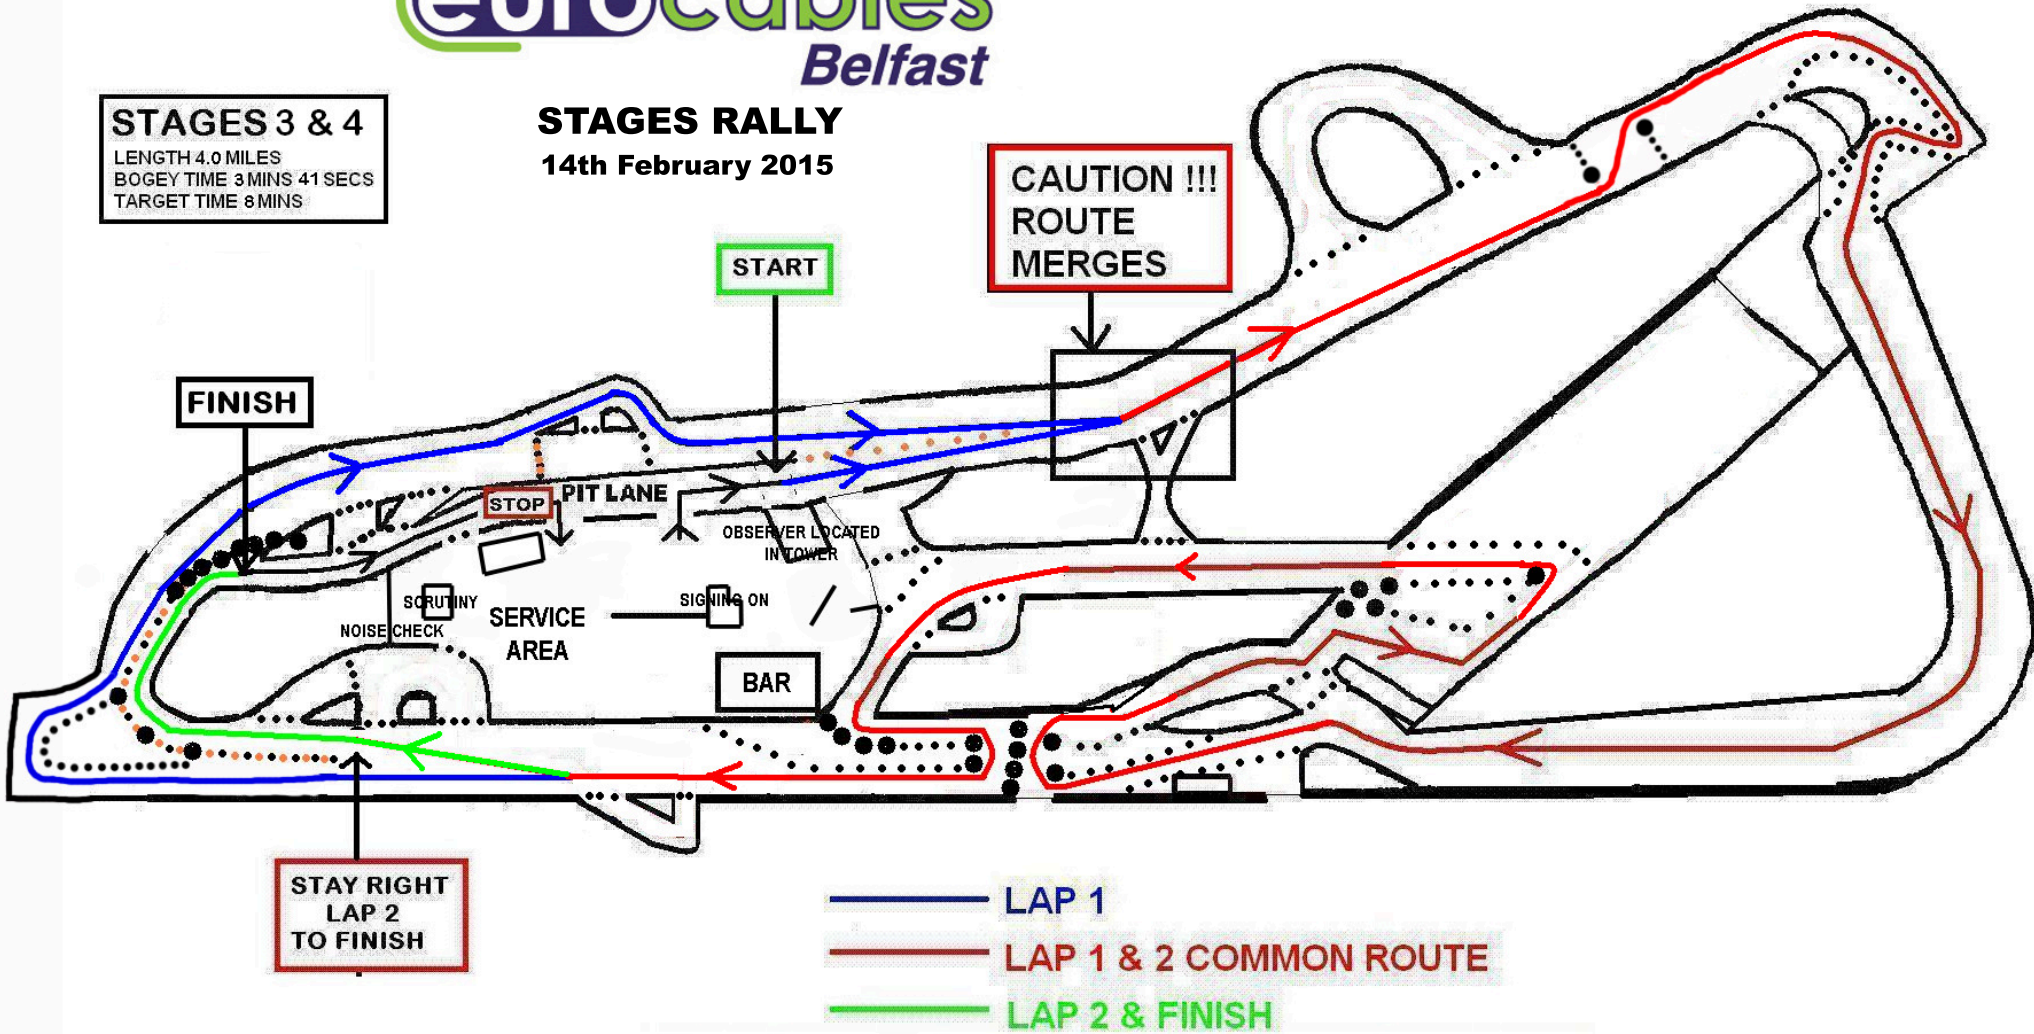 eurocables
Belfast
STAGES RALLY
14th February 2015
STAGES 3 & 4
LENGTH 4.0 MILES
BOGEY TIME 3 MINS 41 SECS
TARGET TIME 8 MINS
CAUTION !!!
ROUTE
MERGES
START
FINISH
STOP
PIT LANE
OBSERVER LOCATED
IN TOWER
SCRUTINY
SIGNING ON
NOISE CHECK
SERVICE
AREA
BAR
STAY RIGHT
LAP 2
TO FINISH
LAP 1
LAP 1 & 2 COMMON ROUTE
LAP 2 & FINISH